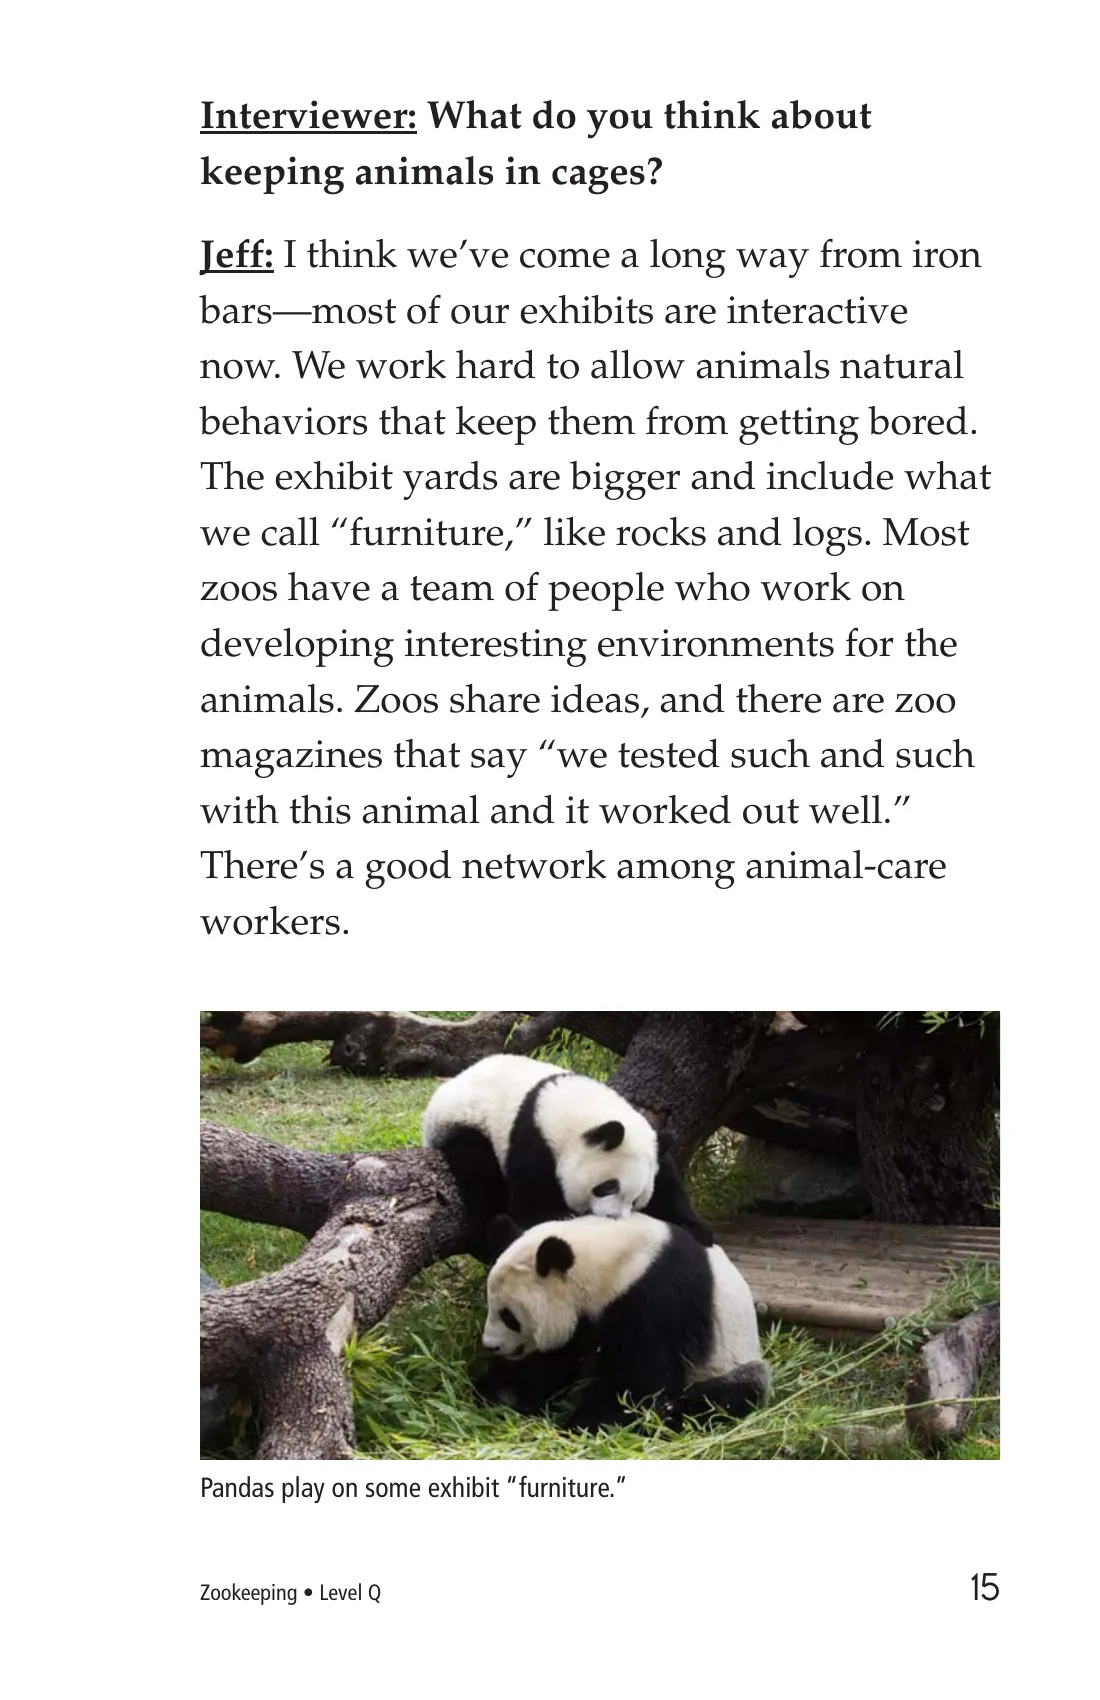 Interviewer: What do you think about
keeping animals in cages?
Jeff: I think we’ve come a long way from iron
bars—most of our exhibits are interactive
now. We work hard to allow animals natural
behaviors that keep them from getting bored.
The exhibit yards are bigger and include what
we call “furniture,” like rocks and logs. Most
zoos have a team of people who work on
developing interesting environments for the
animals. Zoos share ideas, and there are zoo
magazines that say “we tested such and such
with this animal and it worked out well.”
There’s a good network among animal-care
workers.
Pandas play on some exhibit “furniture.”
Zookeeping • Level Q
15